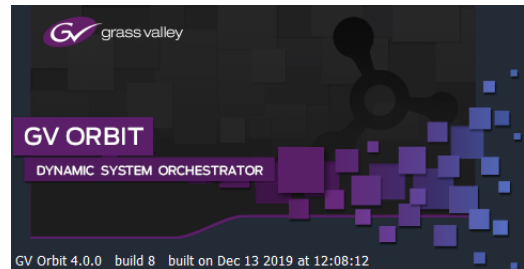 GV grass valley
GV ORBIT
DYNAMIC SYSTEM ORCHESTRATOR
GV Orbit 4.0.0 build 8 built on Dec 13 2019 at 12:08:12